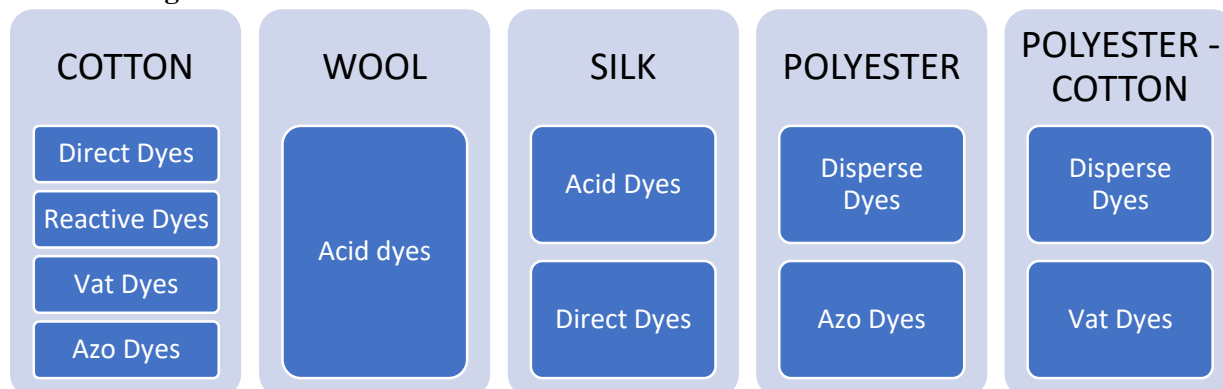 COTTON
Direct Dyes
Reactive Dyes
Vat Dyes
Azo Dyes
WOOL
Acid dyes
SILK
Acid Dyes
Direct Dyes
POLYESTER
Disperse
Dyes
Azo Dyes
POLYESTER -
COTTON
Disperse
Dyes
Vat Dyes